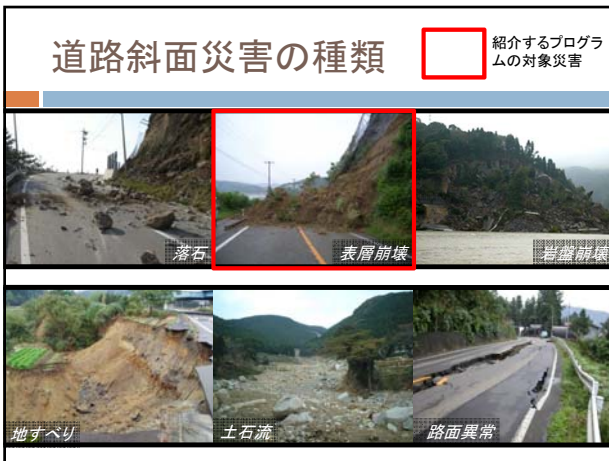 道路斜面災害の種類
紹介するプログラ
ムの対象災害
落石
表層崩壊
岩盤崩壊
地すべり
土石流
路面異常